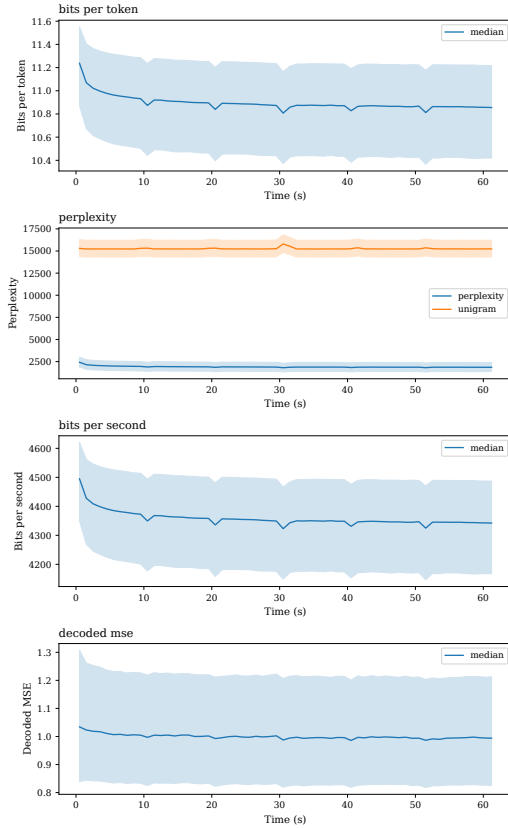 bits per token
11.6
11.4
11.2
11.0
10.8
10.6
10.4
Bits per token
median
0 10 20 30 40 50 60
Time (s)
perplexity
17500
15000
12500
10000
7500
5000
2500
Perplexity
perplexity
unigram
0 10 20 30 40 50 60
Time (s)
bits per second
4600
4500
4400
4300
4200
Bits per second
median
0 10 20 30 40 50 60
Time (s)
decoded mse
1.3
1.2
1.1
1.0
0.9
0.8
Decoded MSE
median
0 10 20 30 40 50 60
Time (s)